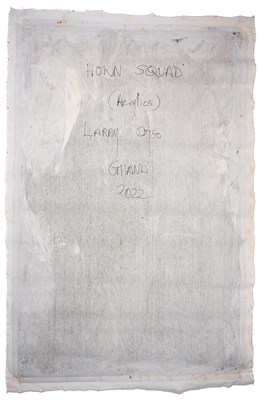 HORN SQUAD
(Acrylics)
LARRY OTOO
GHANA
2022